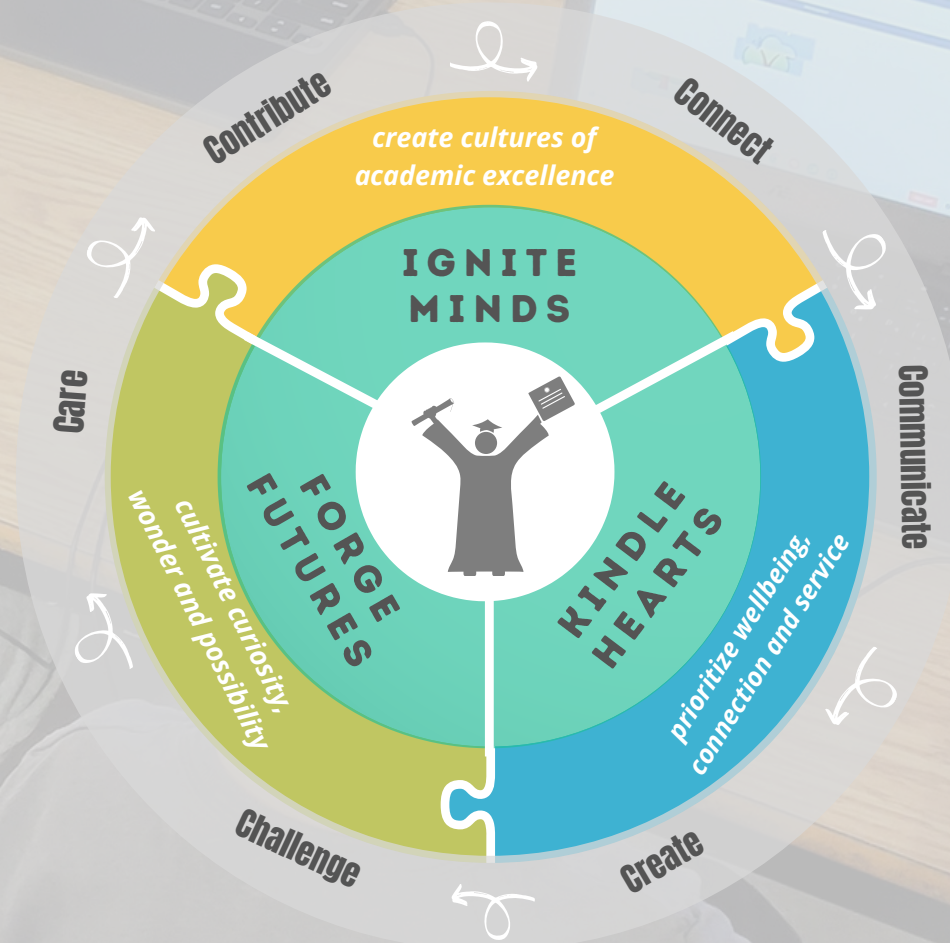 Contribute
Connect
Communicate
Create
Challenge
Care
create cultures of
academic excellence
IGNITE
MINDS
prioritize wellbeing,
connection and service
KINDLE
HEARTS
cultivate curiosity,
wonder and possibility
FORGE
FUTURES